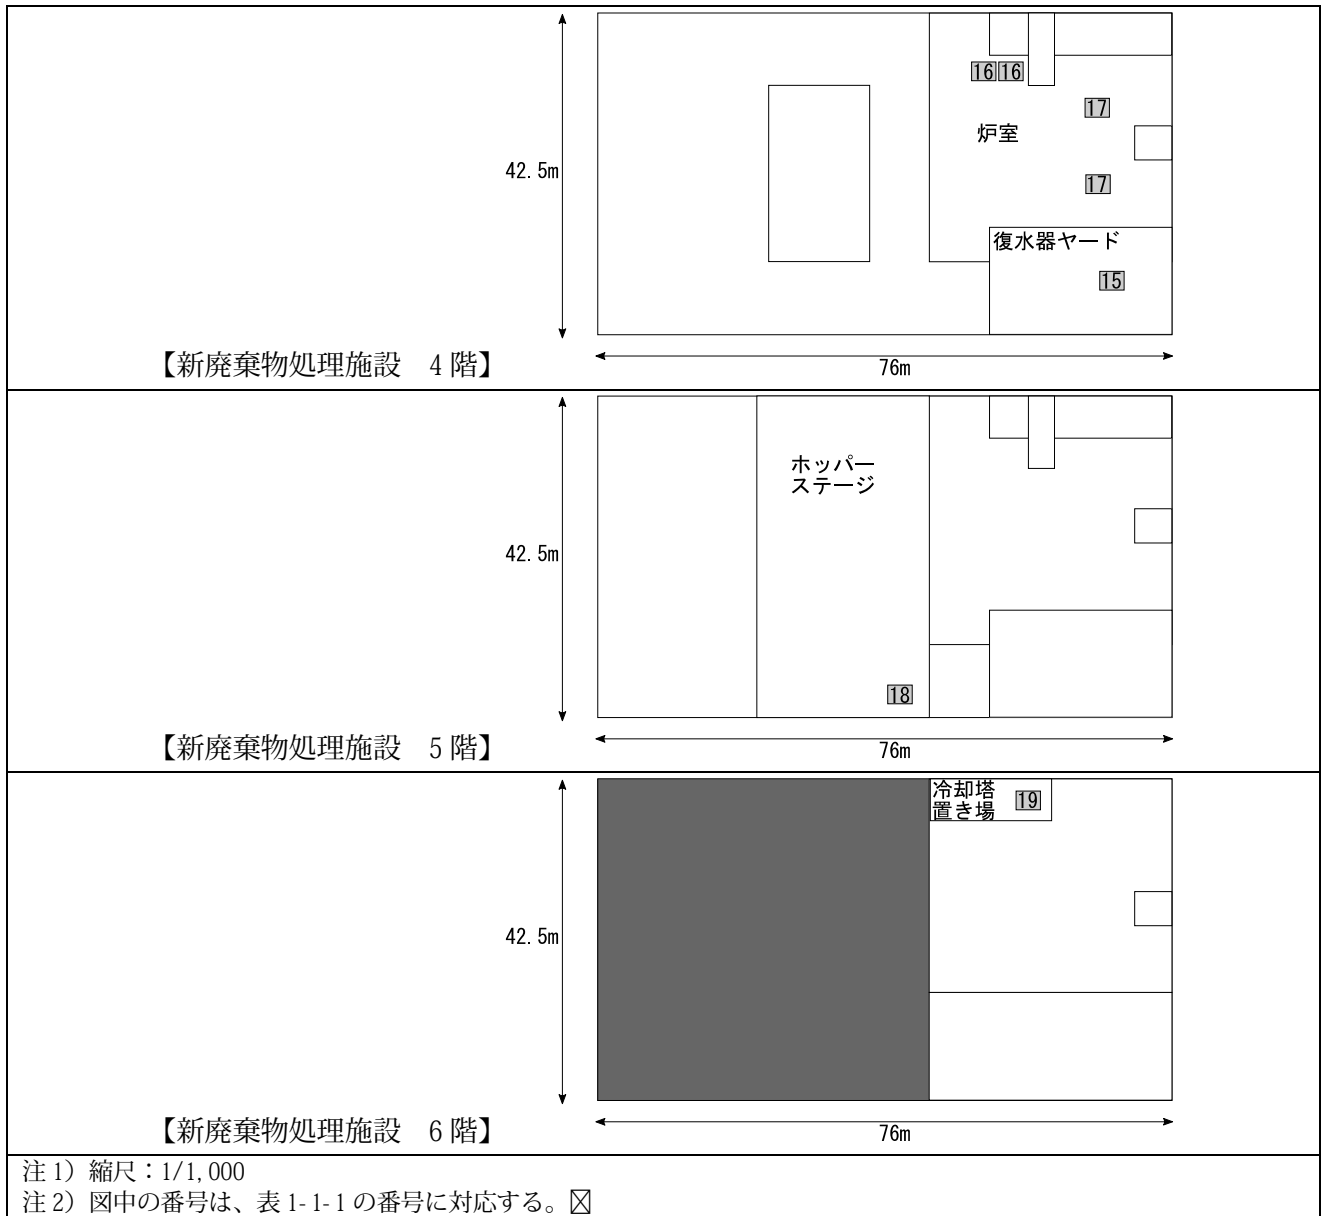 16 16
17
炉室
42.5m
17
復水器ヤード
15
【新廃棄物処理施設　4階】
76m
ホッパー
ステージ
42.5m
18
【新廃棄物処理施設　5階】
76m
冷却塔
置き場
19
42.5m
【新廃棄物処理施設　6階】
76m
注1）縮尺：1/1,000
注2）図中の番号は、表1-1-1の番号に対応する。